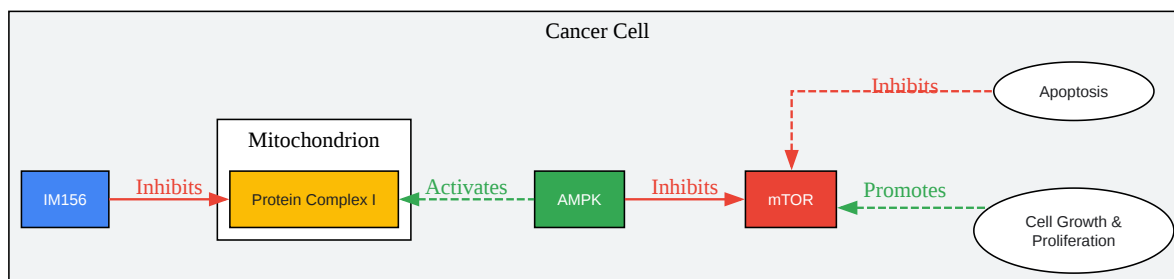 Cancer Cell
Inhibits
Apoptosis
Mitochondrion
IM156
Inhibits
Protein Complex I
Activates
AMPK
Inhibits
mTOR
Promotes
Cell Growth &
Proliferation